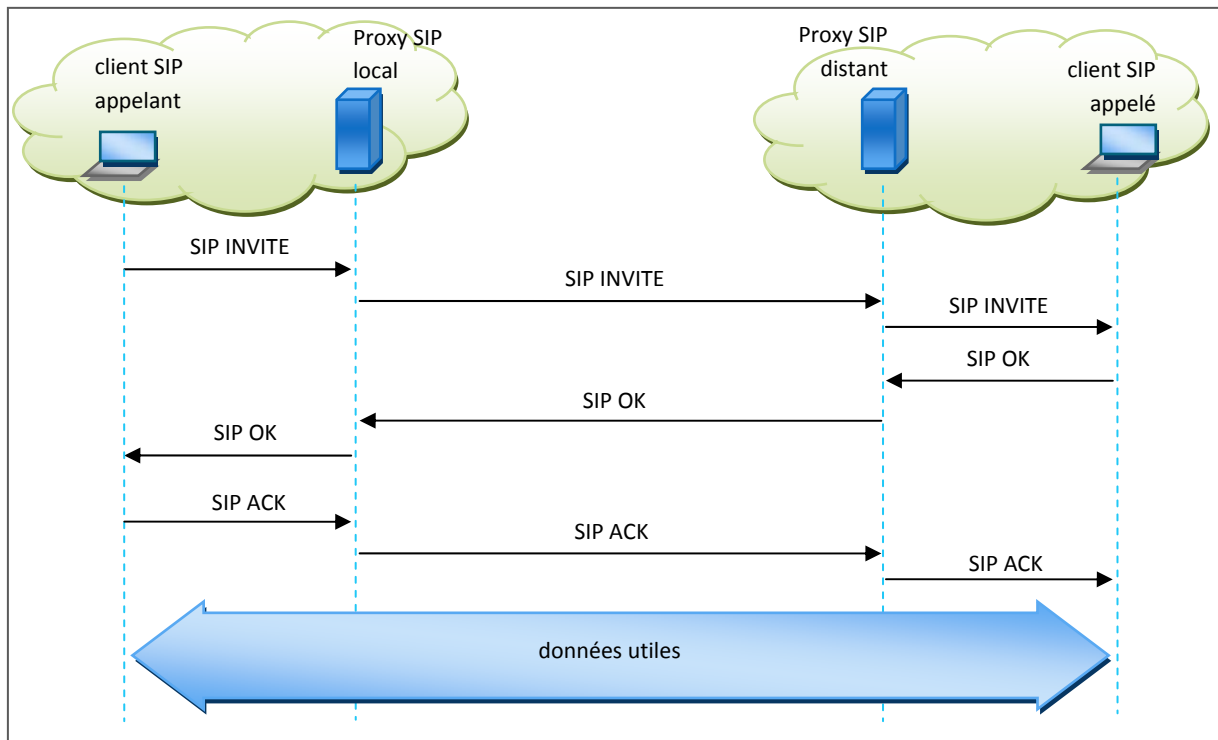 Proxy SIP
local
Proxy SIP
distant
client SIP
appelant
client SIP
appelé
SIP INVITE
SIP INVITE
SIP INVITE
SIP OK
SIP OK
SIP OK
SIP ACK
SIP ACK
SIP ACK
données utiles